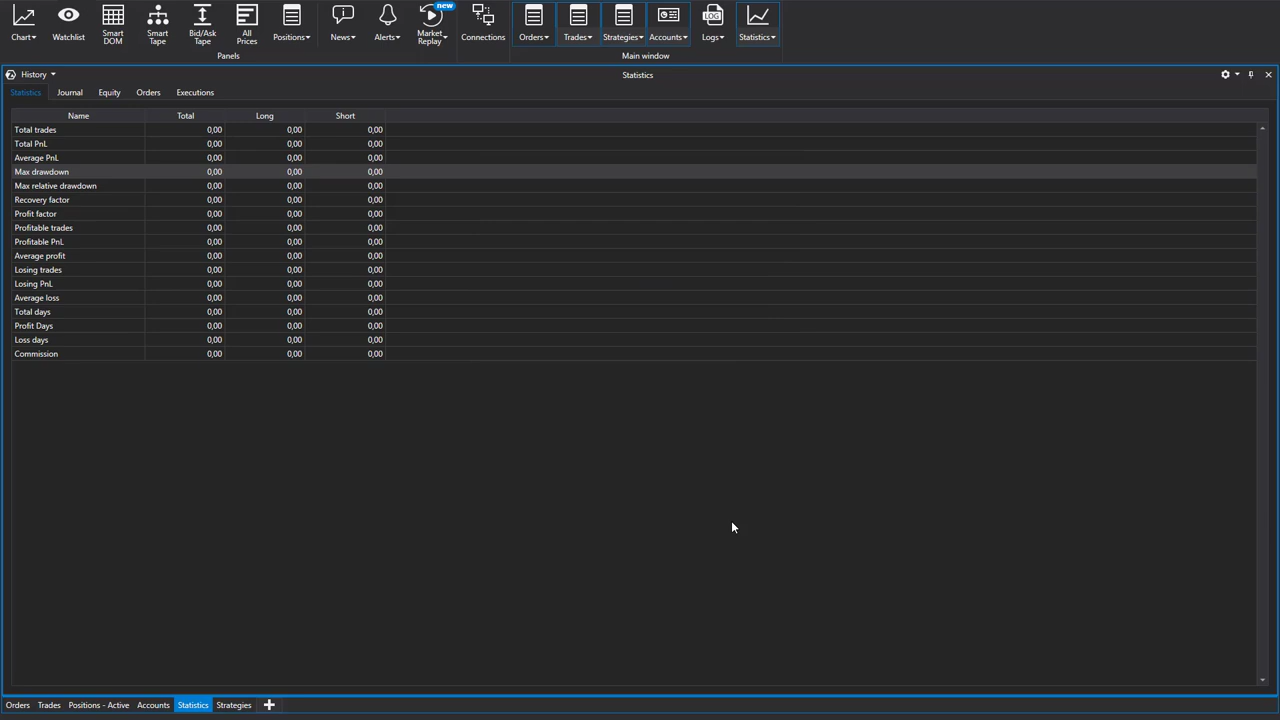 new
Chart Watchlist Smart DOM Smart Tape Bid/Ask Tape All Prices Positions News Alerts Market Replay Connections Orders Trades Strategies Accounts LOG Logs Statistics
Panels Main window
History Statistics
Statistics Journal Equity Orders Executions
Name Total Long Short
Total trades 0,00 0,00 0,00
Total PnL 0,00 0,00 0,00
Average PnL 0,00 0,00 0,00
Max drawdown 0,00 0,00 0,00
Max relative drawdown 0,00 0,00 0,00
Recovery factor 0,00 0,00 0,00
Profit factor 0,00 0,00 0,00
Profitable trades 0,00 0,00 0,00
Profitable PnL 0,00 0,00 0,00
Average profit 0,00 0,00 0,00
Losing trades 0,00 0,00 0,00
Losing PnL 0,00 0,00 0,00
Average loss 0,00 0,00 0,00
Total days 0,00 0,00 0,00
Profit Days 0,00 0,00 0,00
Loss days 0,00 0,00 0,00
Commission 0,00 0,00 0,00
Orders Trades Positions - Active Accounts Statistics Strategies